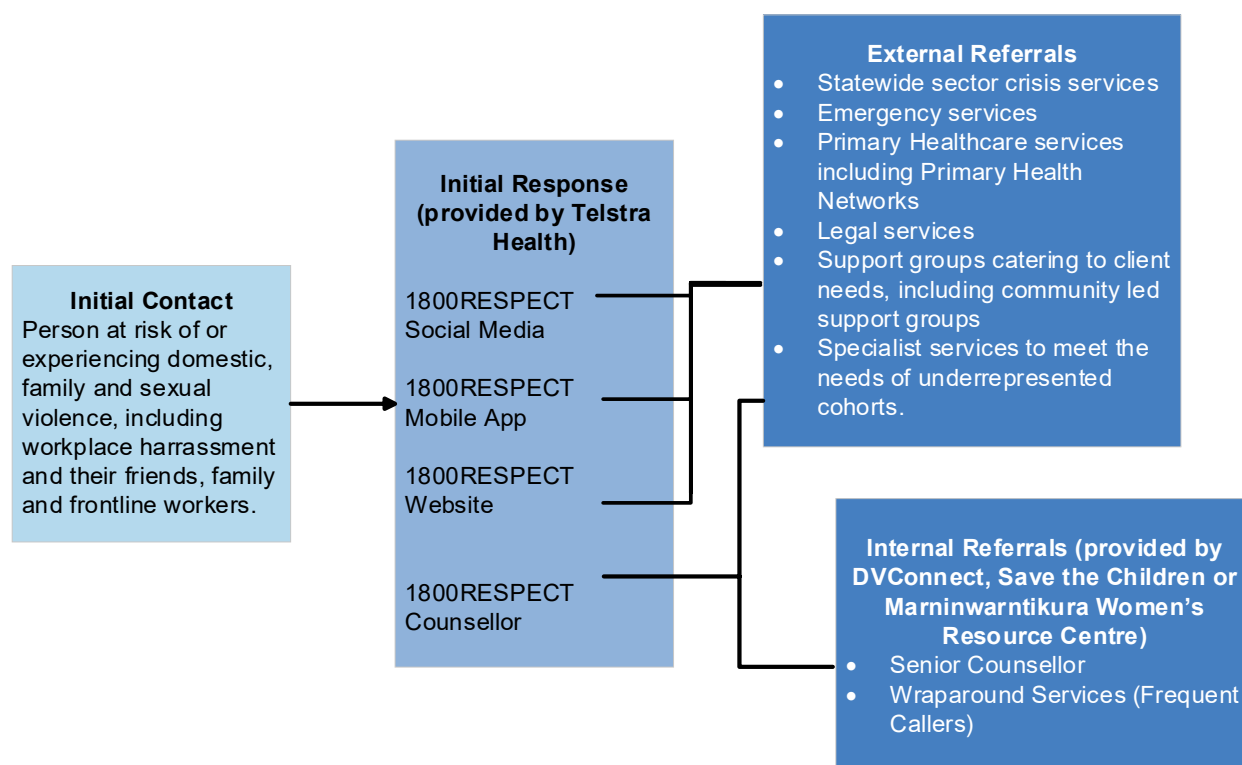 Initial Contact
Person at risk of or
experiencing domestic,
family and sexual
violence, including
workplace harrassment
and their friends, family
and frontline workers.
Initial Response
(provided by Telstra
Health)
1800RESPECT
Social Media
1800RESPECT
Mobile App
1800RESPECT
Website
1800RESPECT
Counsellor
External Referrals
• Statewide sector crisis services
• Emergency services
• Primary Healthcare services
including Primary Health
Networks
• Legal services
• Support groups catering to client
needs, including community led
support groups
• Specialist services to meet the
needs of underrepresented
cohorts.
Internal Referrals (provided by
DVConnect, Save the Children or
Marninwarntikura Women’s
Resource Centre)
• Senior Counsellor
• Wraparound Services (Frequent
Callers)